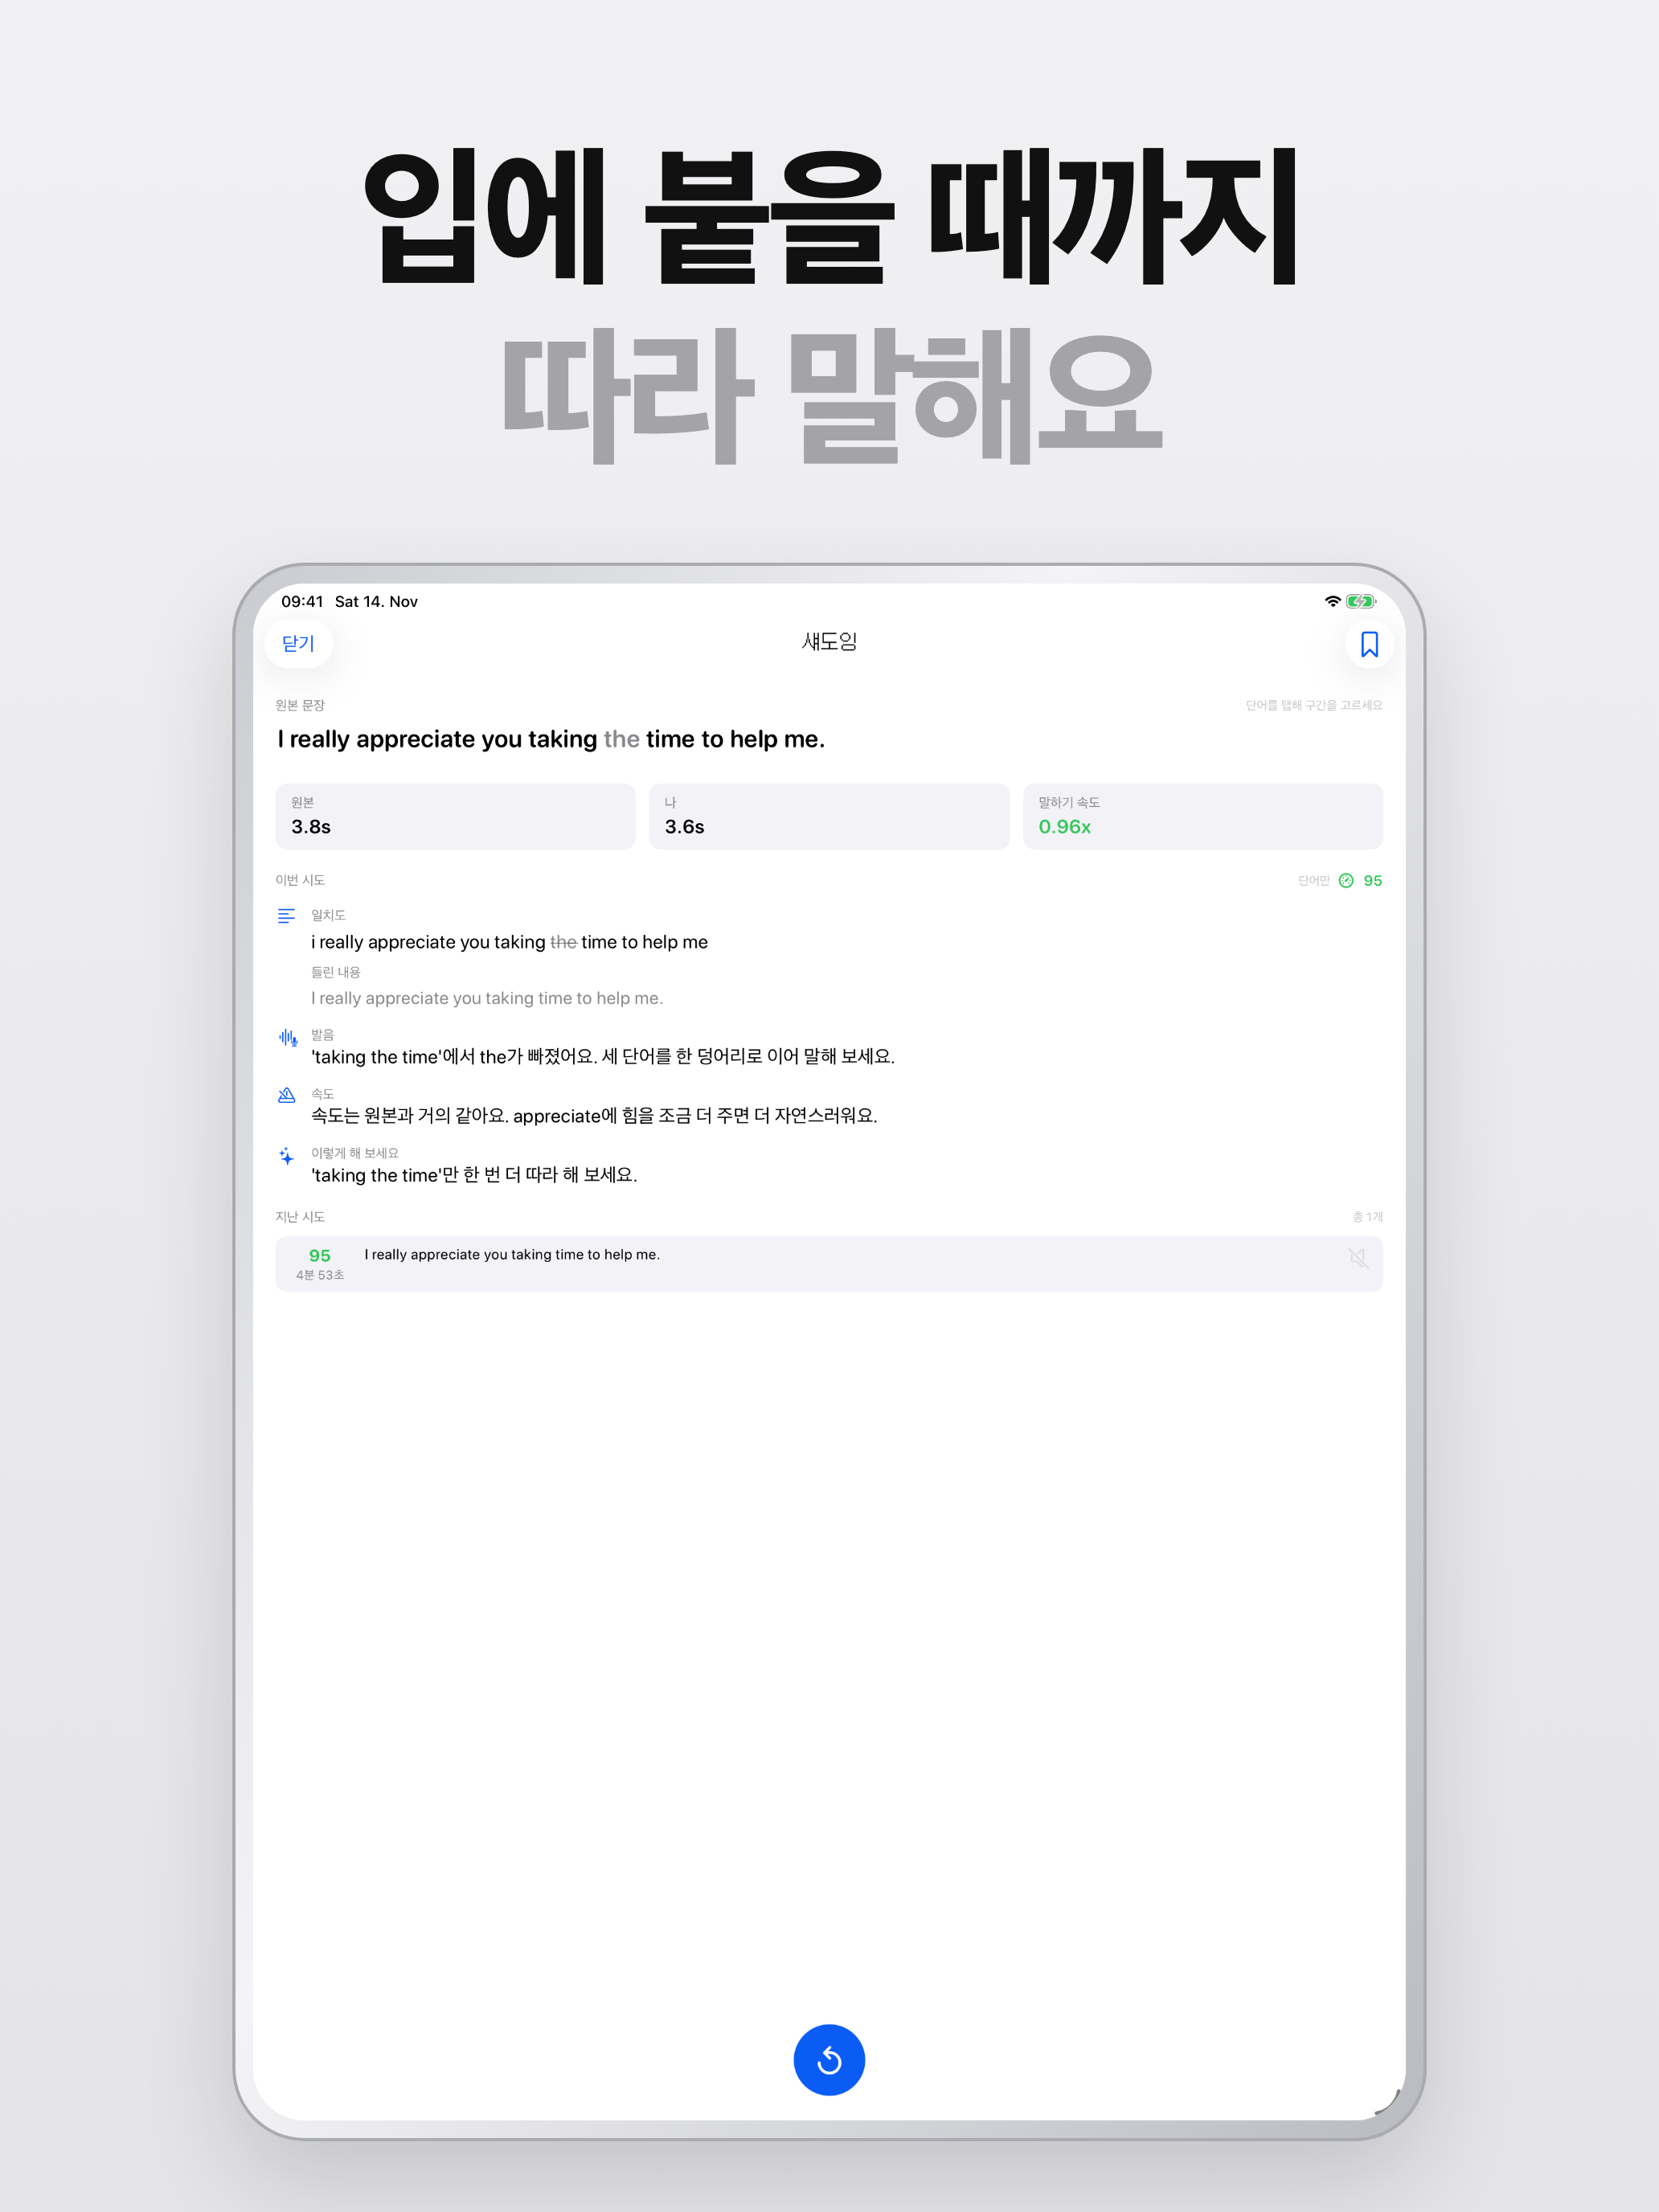 입에 붙을 때까지
따라 말해요
09:41 Sat 14. Nov
닫기
섀도잉
원본 문장
단어를 탭해 구간을 고르세요
I really appreciate you taking the time to help me.
원본
3.8s
나
3.6s
말하기 속도
0.96x
이번 시도
단어만 95
일치도
i really appreciate you taking the time to help me
들린 내용
I really appreciate you taking time to help me.
발음
'taking the time'에서 the가 빠졌어요. 세 단어를 한 덩어리로 이어 말해 보세요.
속도
속도는 원본과 거의 같아요. appreciate에 힘을 조금 더 주면 더 자연스러워요.
이렇게 해 보세요
'taking the time'만 한 번 더 따라 해 보세요.
지난 시도
총 1개
95
I really appreciate you taking time to help me.
4분 53초